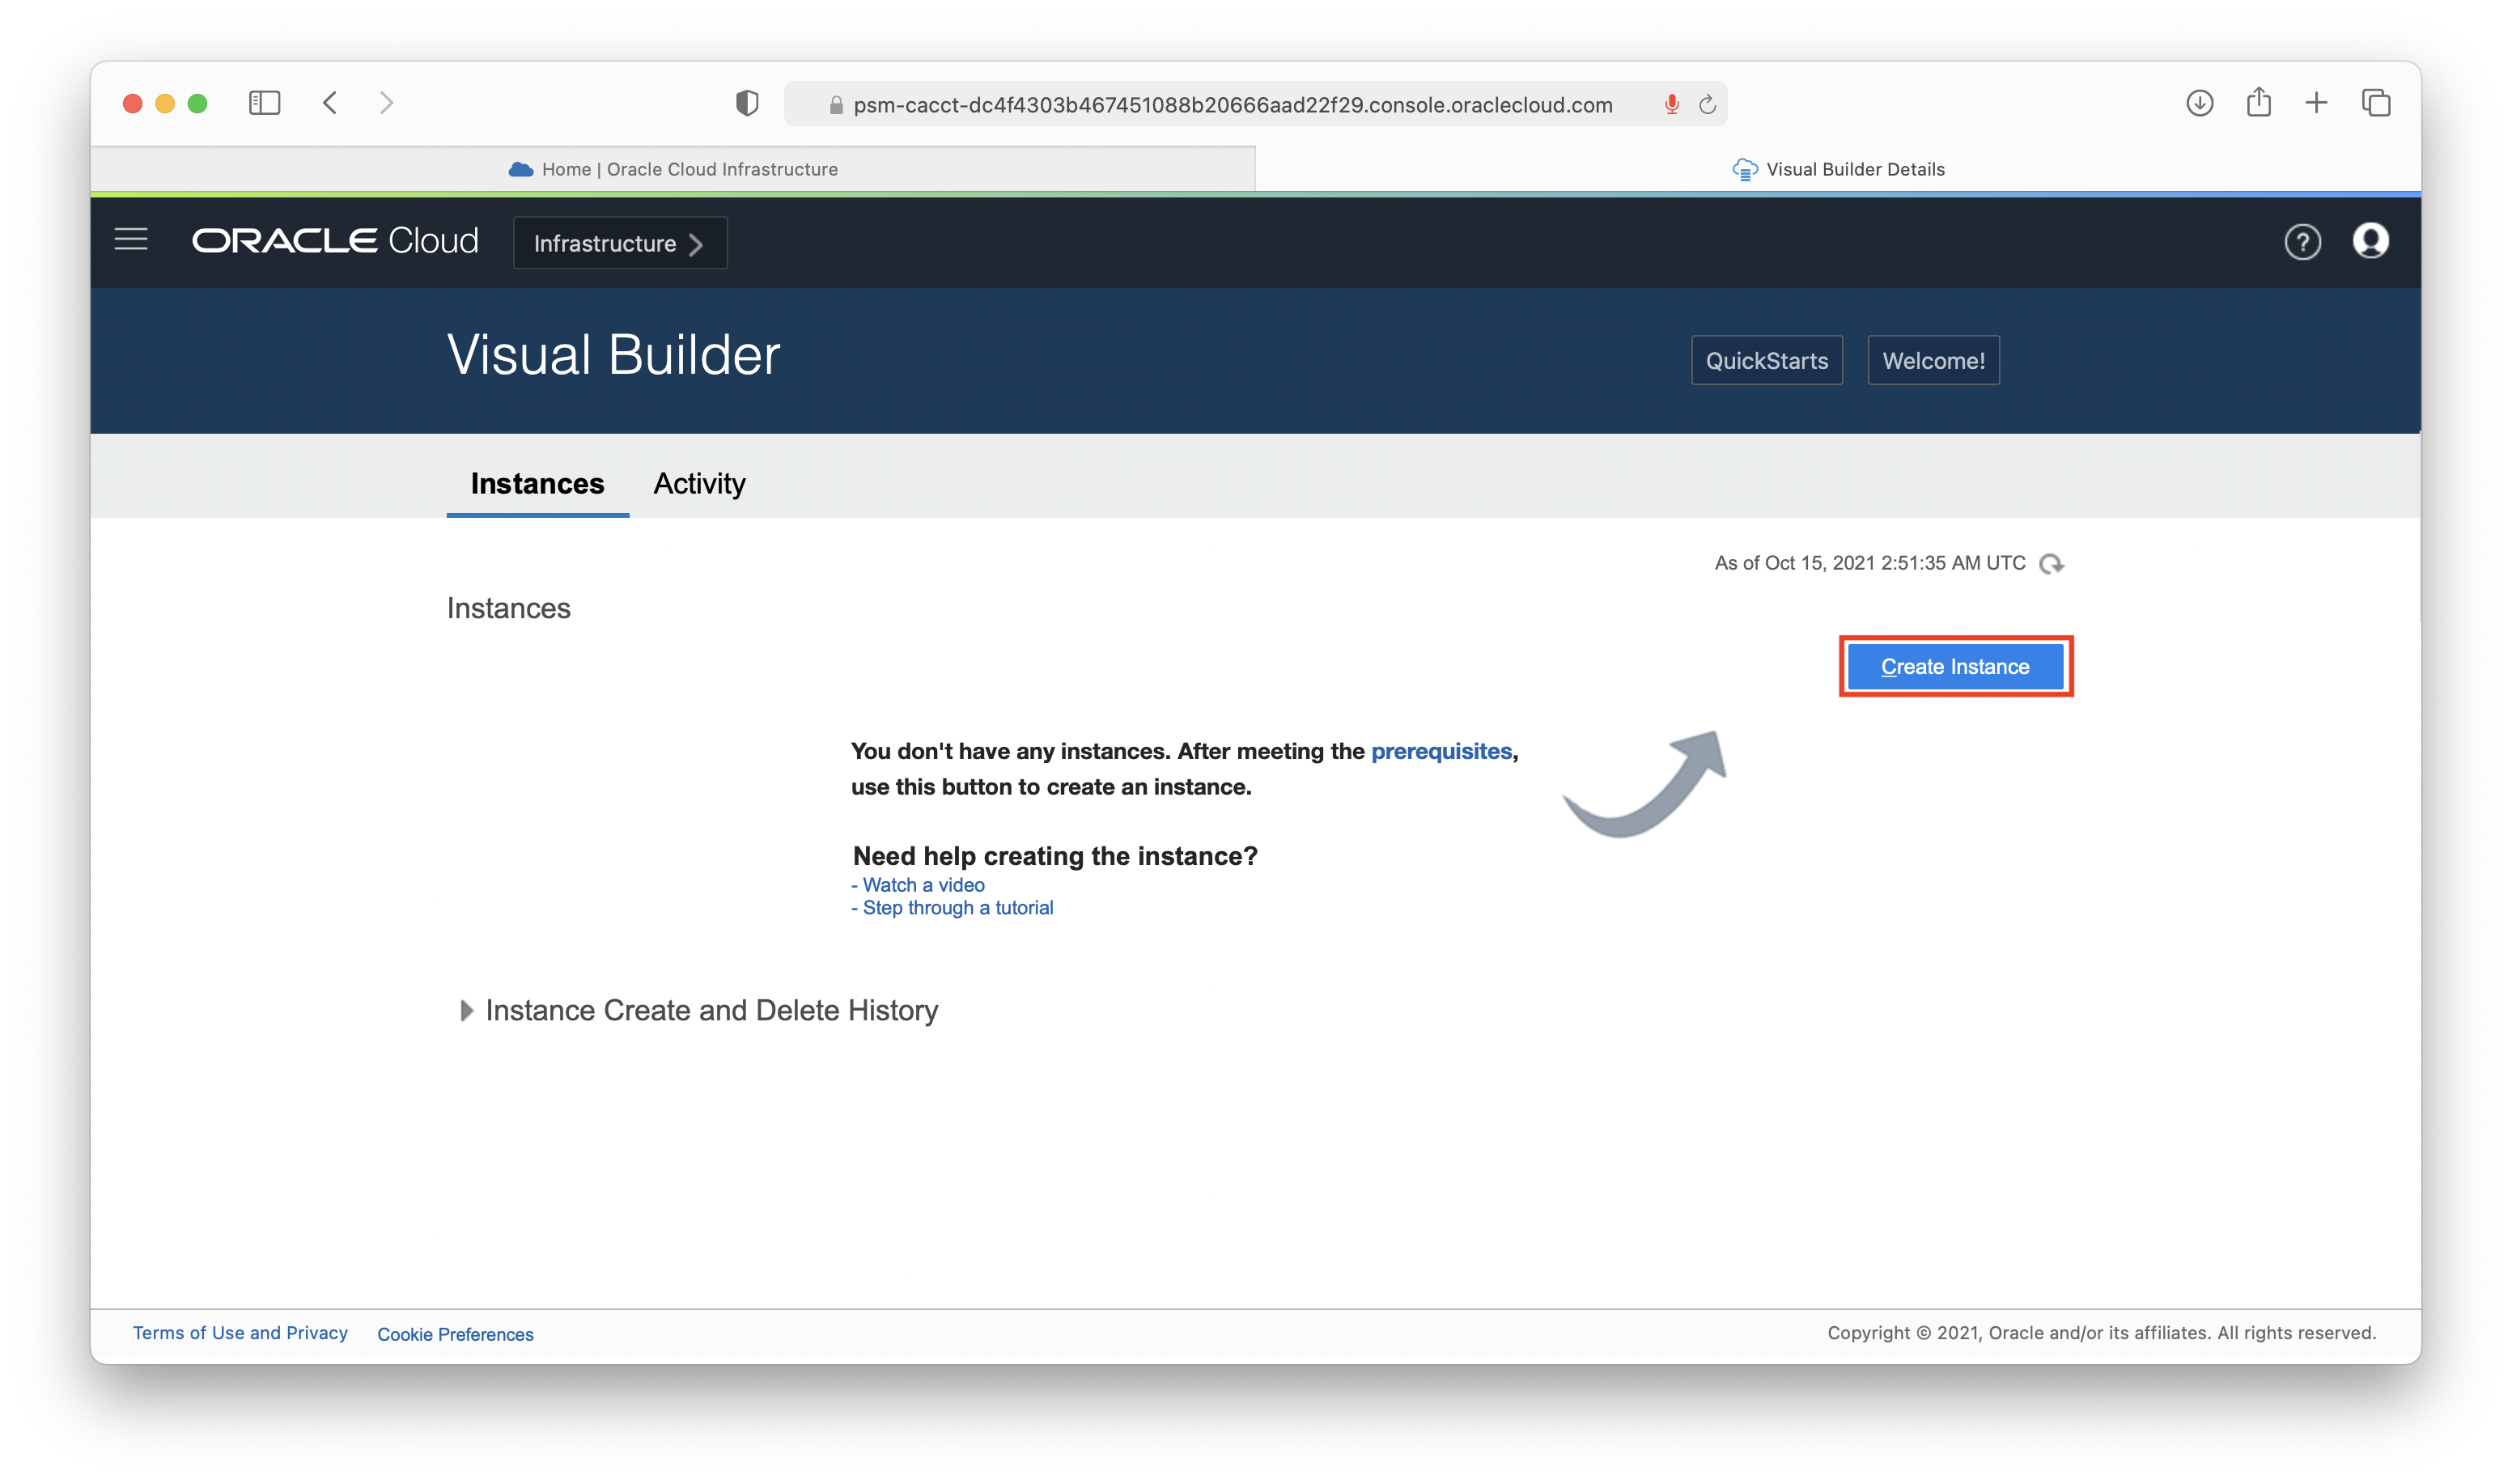 psm-cacct-dc4f4303b467451088b20666aad22f29.console.oraclecloud.com
Home | Oracle Cloud Infrastructure
Visual Builder Details
ORACLE Cloud
Infrastructure
?
Visual Builder
QuickStarts
Welcome!
Instances
Activity
As of Oct 15, 2021 2:51:35 AM UTC
Instances
Create Instance
You don't have any instances. After meeting the prerequisites,
use this button to create an instance.
Need help creating the instance?
- Watch a video
- Step through a tutorial
Instance Create and Delete History
Terms of Use and Privacy
Cookie Preferences
Copyright © 2021, Oracle and/or its affiliates. All rights reserved.